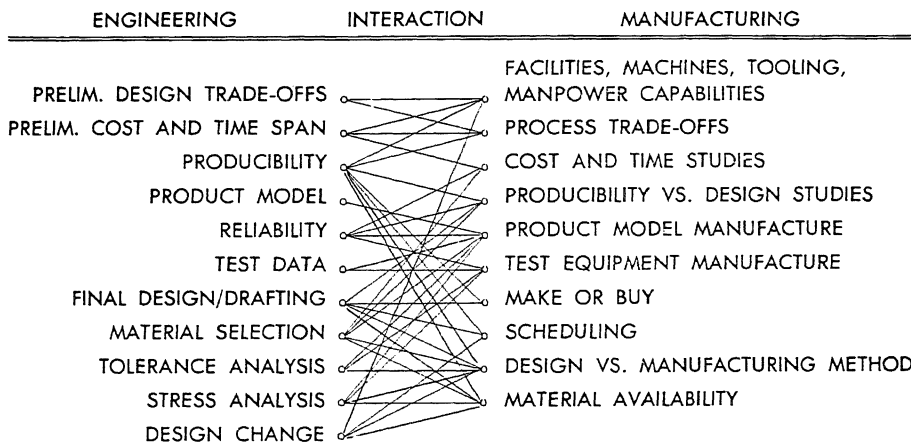 ENGINEERING INTERACTION MANUFACTURING
FACILITIES, MACHINES, TOOLING,
PRELIM. DESIGN TRADE-OFFS MANPOWER CAPABILITIES
PRELIM. COST AND TIME SPAN PROCESS TRADE-OFFS
PRODUCIBILITY COST AND TIME STUDIES
PRODUCT MODEL PRODUCIBILITY VS. DESIGN STUDIES
RELIABILITY PRODUCT MODEL MANUFACTURE
TEST DATA TEST EQUIPMENT MANUFACTURE
FINAL DESIGN/DRAFTING MAKE OR BUY
MATERIAL SELECTION SCHEDULING
TOLERANCE ANALYSIS DESIGN VS. MANUFACTURING METHOD
STRESS ANALYSIS MATERIAL AVAILABILITY
DESIGN CHANGE